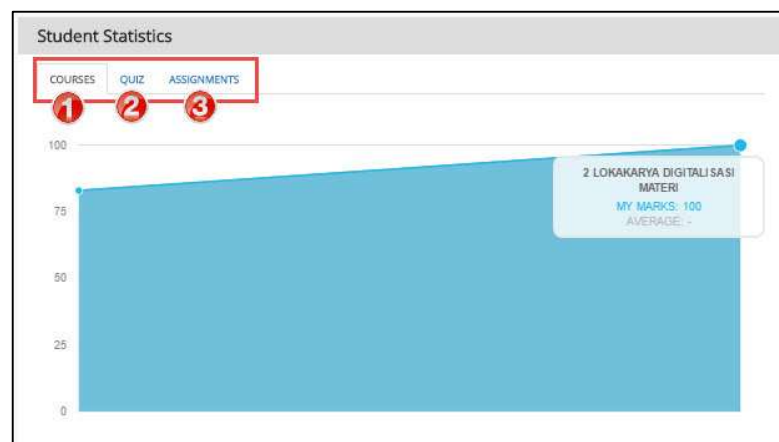 Student Statistics
COURSES QUIZ ASSIGNMENTS
1 2 3
100
2 LOKAKARYA DIGITALISASI
MATERI
MY MARKS: 100
AVERAGE: -
75
50
25
0